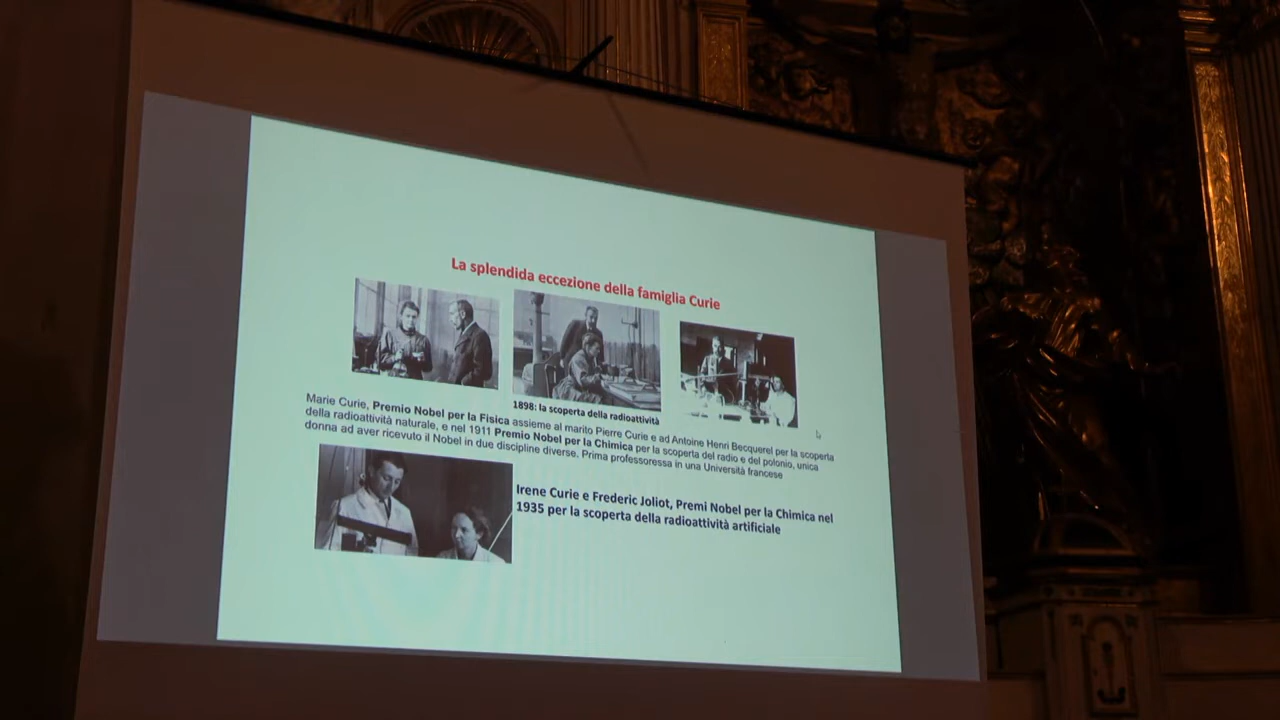 La splendida eccezione della famiglia Curie
1898: la scoperta della radioattività
Marie Curie, Premio Nobel per la Fisica assieme al marito Pierre Curie e ad Antoine Henri Becquerel per la scoperta
della radioattività naturale, e nel 1911 Premio Nobel per la Chimica per la scoperta del radio e del polonio, unica
donna ad aver ricevuto il Nobel in due discipline diverse. Prima professoressa in una Università francese
Irene Curie e Frederic Joliot, Premi Nobel per la Chimica nel
1935 per la scoperta della radioattività artificiale